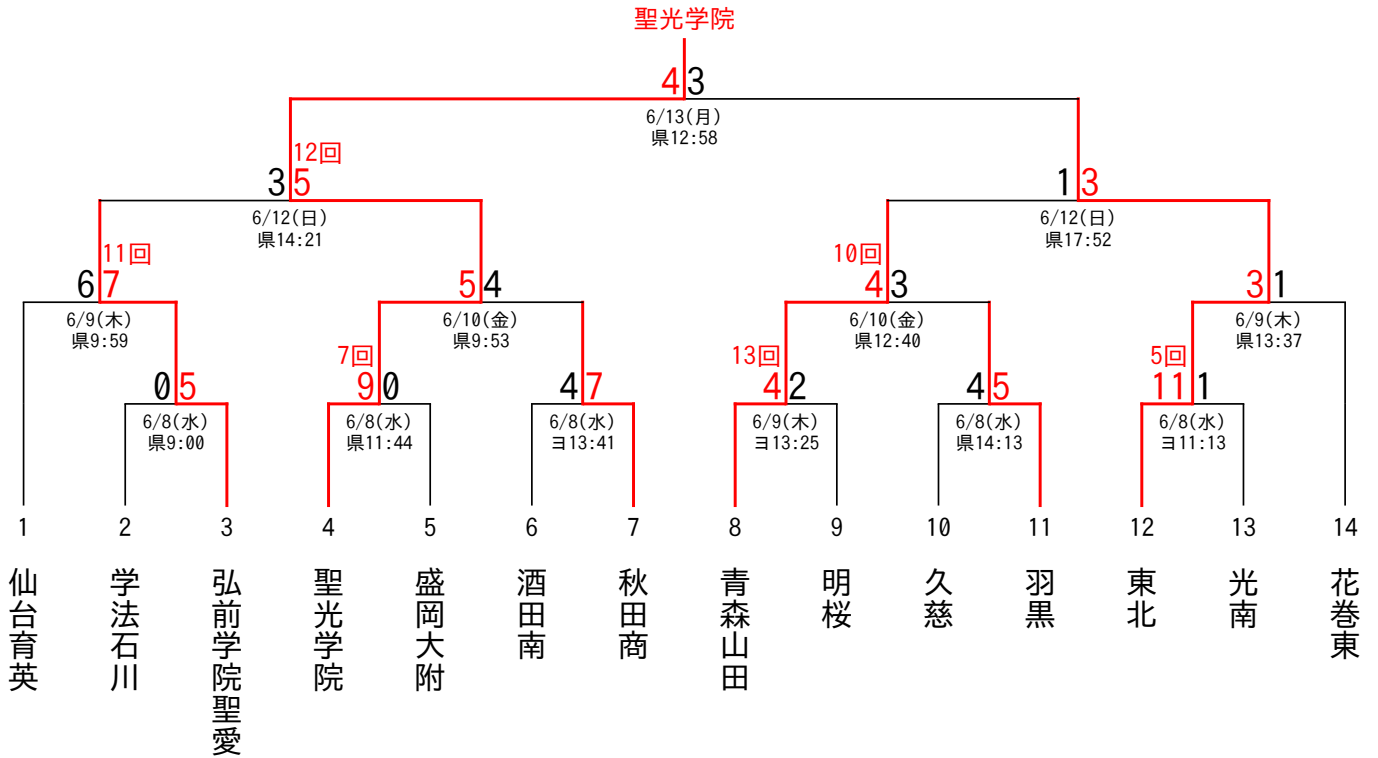 聖光学院
4 3
6/13(月)
県12:58
12回
3 5
6/12(日)
県14:21
1 3
6/12(日)
県17:52
11回
6 7
6/9(木)
県9:59
5 4
6/10(金)
県9:53
10回
4 3
6/10(金)
県12:40
3 1
6/9(木)
県13:37
0 5
6/8(水)
県9:00
7回
9 0
6/8(水)
県11:44
4 7
6/8(水)
ヨ13:41
13回
4 2
6/9(木)
ヨ13:25
4 5
6/8(水)
県14:13
5回
11 1
6/8(水)
ヨ11:13
1 2 3 4 5 6 7 8 9 10 11 12 13 14
仙台育英
学法石川
弘前学院聖愛
聖光学院
盛岡大附
酒田南
秋田商
青森山田
明桜
久慈
羽黒
東北
光南
花巻東